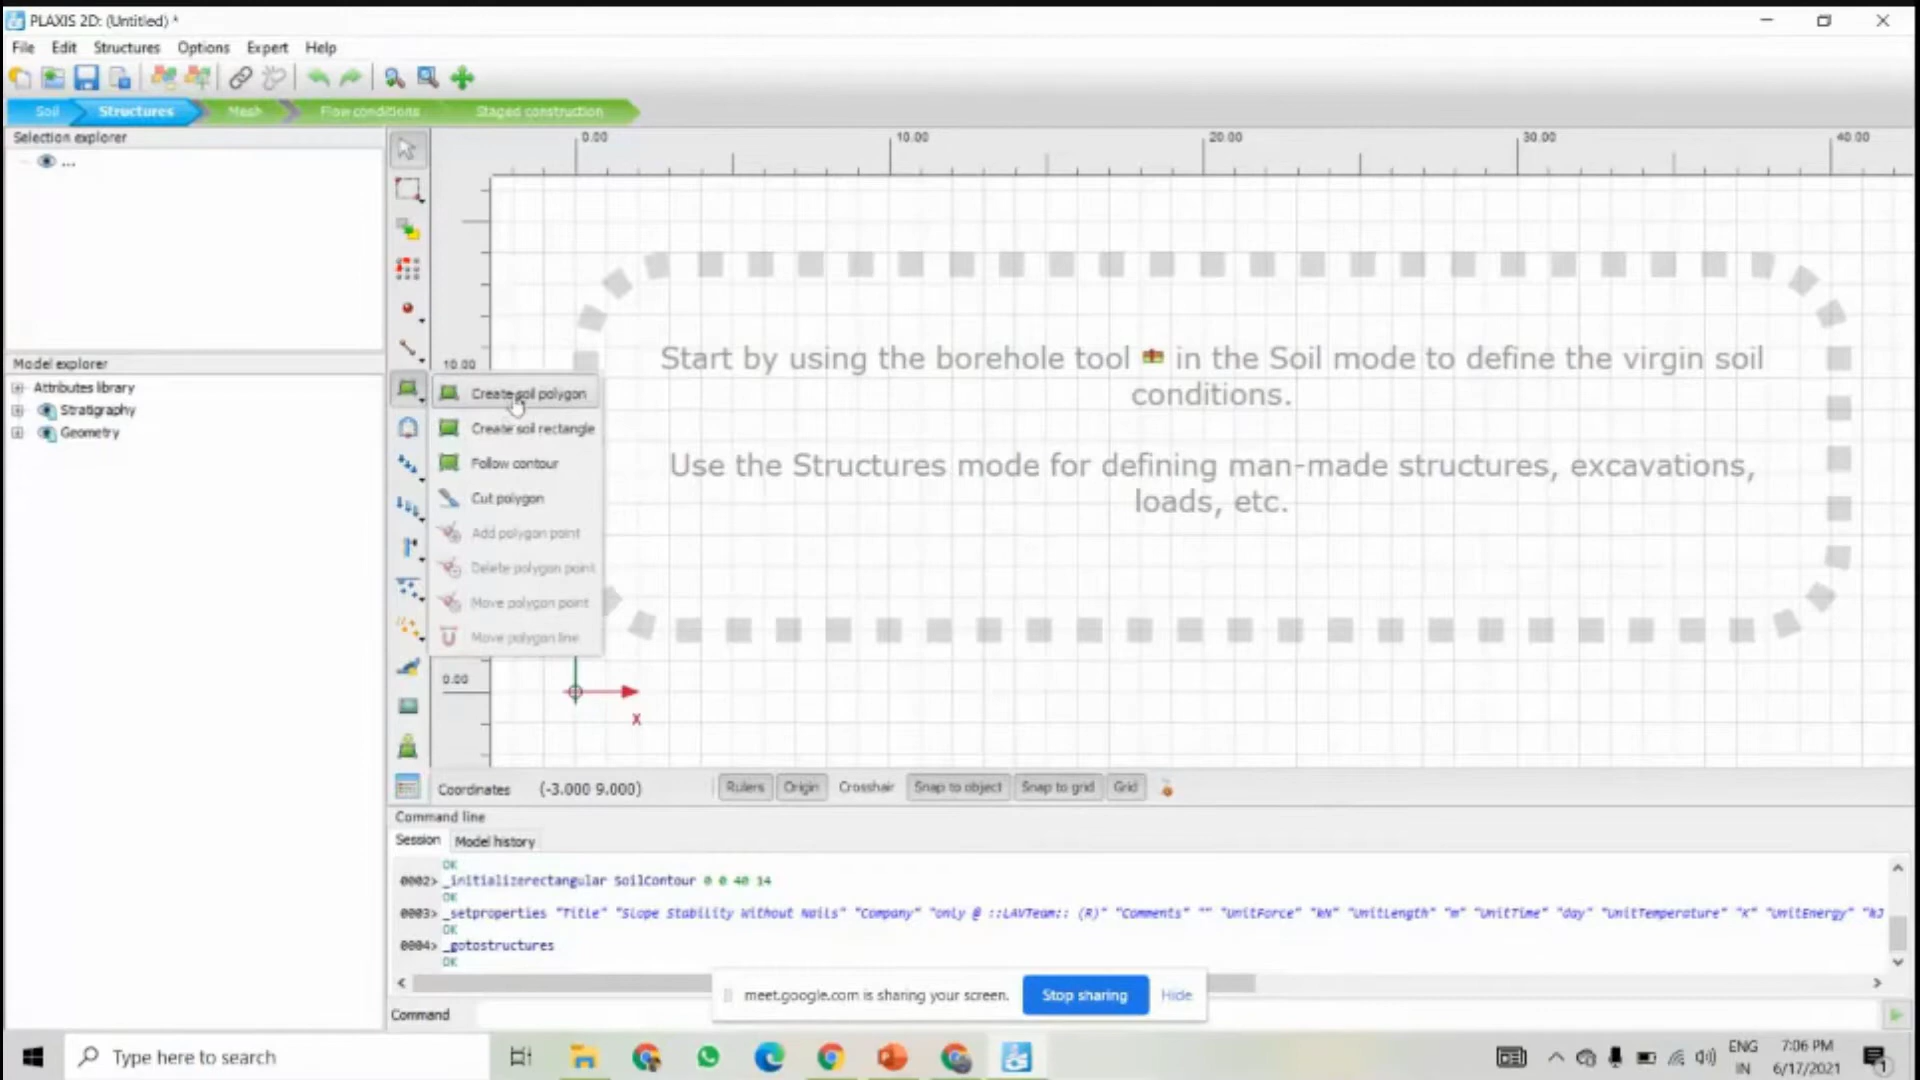 PLAXIS 2D: (Untitled) *
File Edit Structures Options Expert Help
Soil Structures Mesh Flow conditions Staged construction
Selection explorer
...
Model explorer
Attributes library
Stratigraphy
Geometry
0.00 10.00 20.00 30.00 40.00
10.00
0.00
Create soil polygon
Create soil rectangle
Follow contour
Cut polygon
Add polygon point
Delete polygon point
Move polygon point
Move polygon line
Start by using the borehole tool in the Soil mode to define the virgin soil
conditions.
Use the Structures mode for defining man-made structures, excavations,
loads, etc.
x
Coordinates (-3.000 9.000) Rulers Origin Crosshair Snap to object Snap to grid Grid
Command line
Session Model history
OK
0002> _initializerectangular SoilContour 0 0 40 14
OK
0003> _setproperties "Title" "Slope Stability Without Nails" "Company" "only @ ::LAVTeam:: (R)" "Comments" "" "UnitForce" "kN" "UnitLength" "m" "UnitTime" "day" "UnitTemperature" "K" "UnitEnergy" "kJ
OK
0004> _gotostructures
OK
meet.google.com is sharing your screen. Stop sharing Hide
Command
Type here to search
ENG
IN
7:06 PM
6/17/2021
1